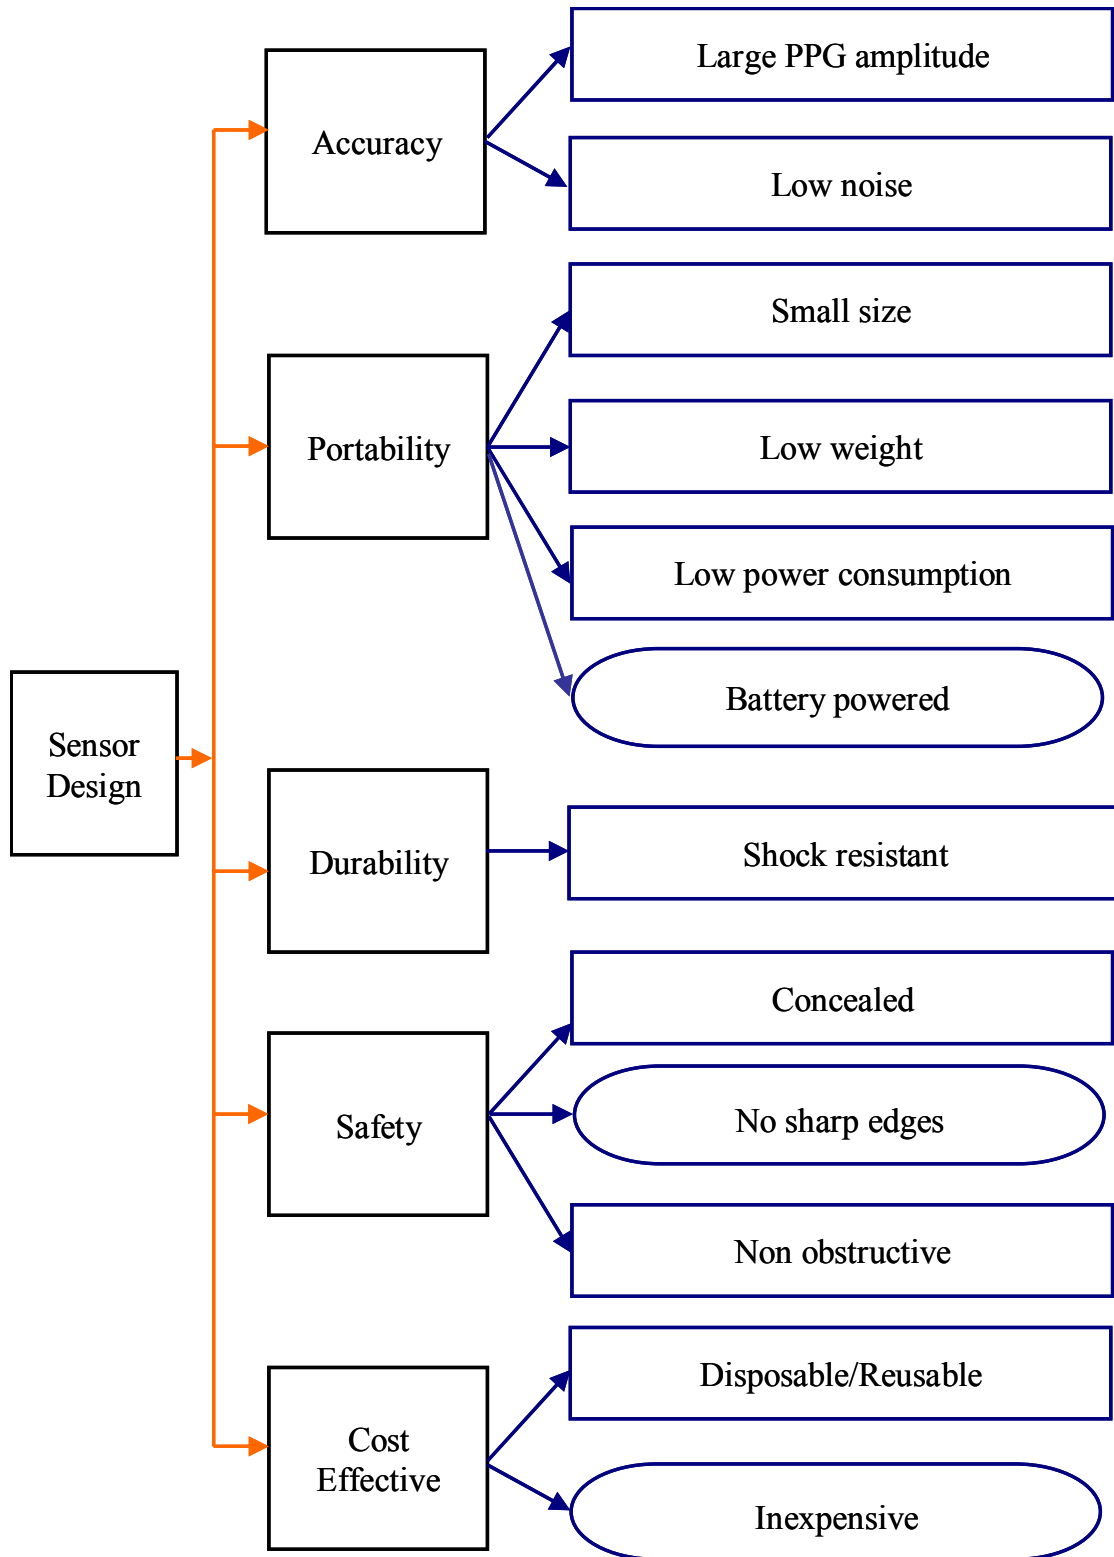 Large PPG amplitude
Accuracy
Low noise
Small size
Portability
Low weight
Low power consumption
Battery powered
Sensor
Design
Durability
Shock resistant
Concealed
Safety
No sharp edges
Non obstructive
Disposable/Reusable
Cost
Effective
Inexpensive